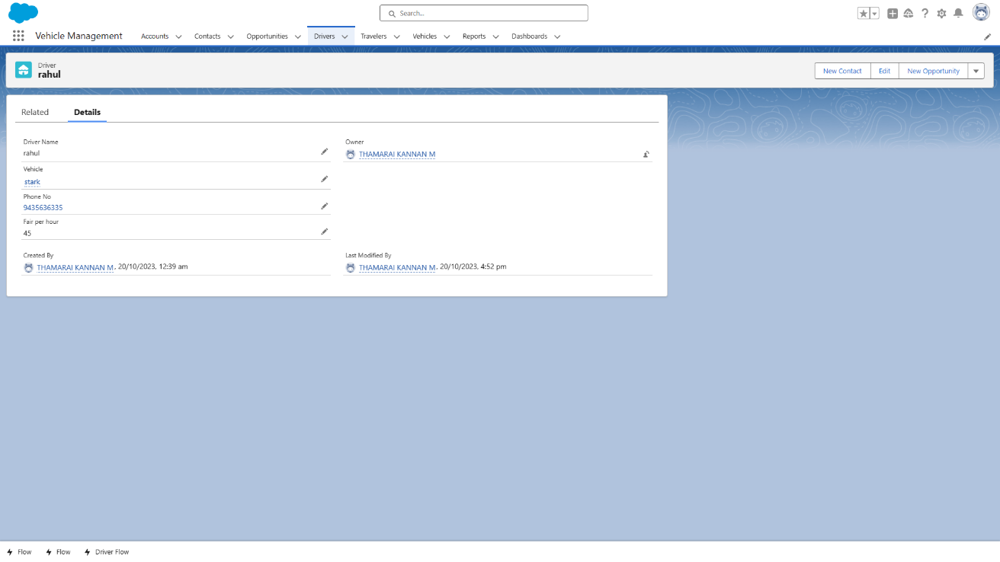 Search...
Vehicle Management Accounts Contacts Opportunities Drivers Travelers Vehicles Reports Dashboards
Driver
rahul
New Contact Edit New Opportunity
Related Details
Driver Name
rahul
Owner
THAMARAI KANNAN M
Vehicle
stark
Phone No
9435636335
Fair per hour
45
Created By
THAMARAI KANNAN M, 20/10/2023, 12:39 am
Last Modified By
THAMARAI KANNAN M, 20/10/2023, 4:52 pm
Flow Flow Driver Flow